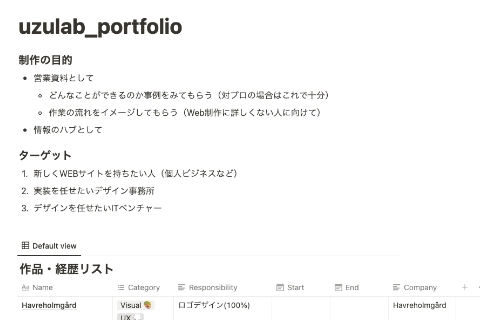 uzulab_portfolio
制作の目的
• 営業資料として
◦ どんなことができるのか事例をみてもらう（対プロの場合はこれで十分）
◦ 作業の流れをイメージしてもらう（Web制作に詳しくない人に向けて）
• 情報のハブとして
ターゲット
1. 新しくWEBサイトを持ちたい人（個人ビジネスなど）
2. 実装を任せたいデザイン事務所
3. デザインを任せたいITベンチャー
Default view
作品・経歴リスト
Name Category Responsibility Start End Company
Havreholmgård Visual 🎨 ロゴデザイン(100%) Havreholmgård
UX